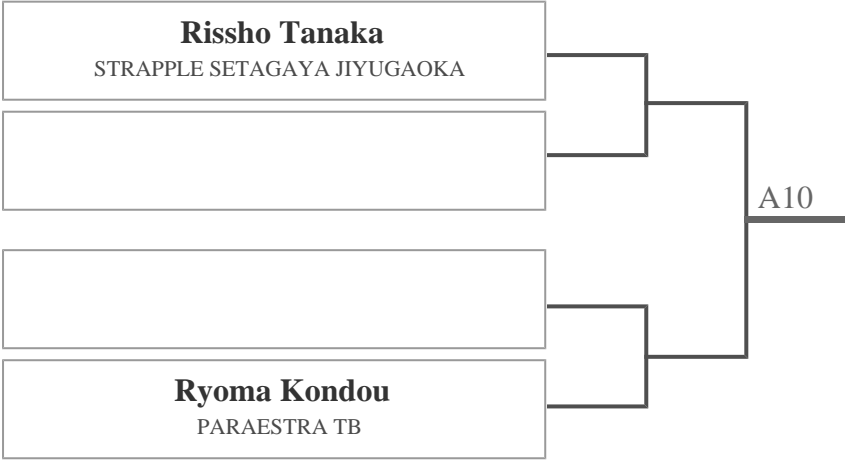 Rissho Tanaka
STRAPPLE SETAGAYA JIYUGAOKA
A10
Ryoma Kondou
PARAESTRA TB